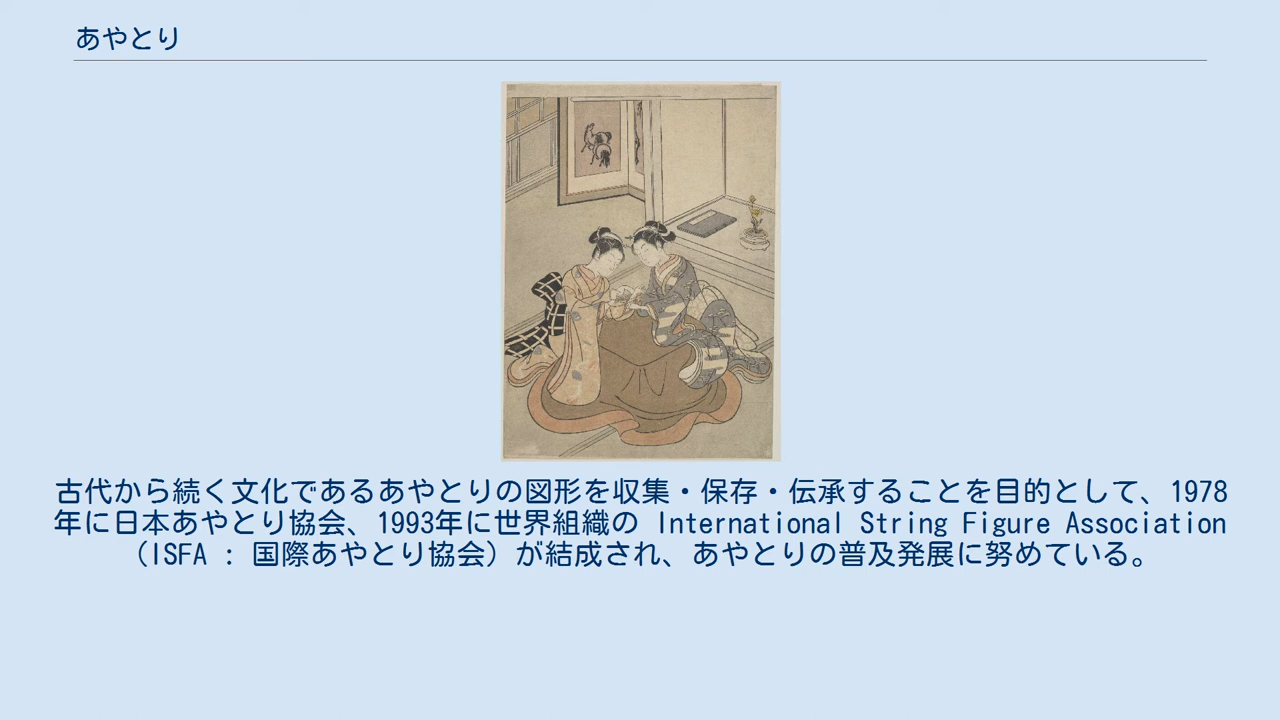 あやとり
古代から続く文化であるあやとりの図形を収集・保存・伝承することを目的として、1978
年に日本あやとり協会、1993年に世界組織の International String Figure Association
（ISFA : 国際あやとり協会）が結成され、あやとりの普及発展に努めている。